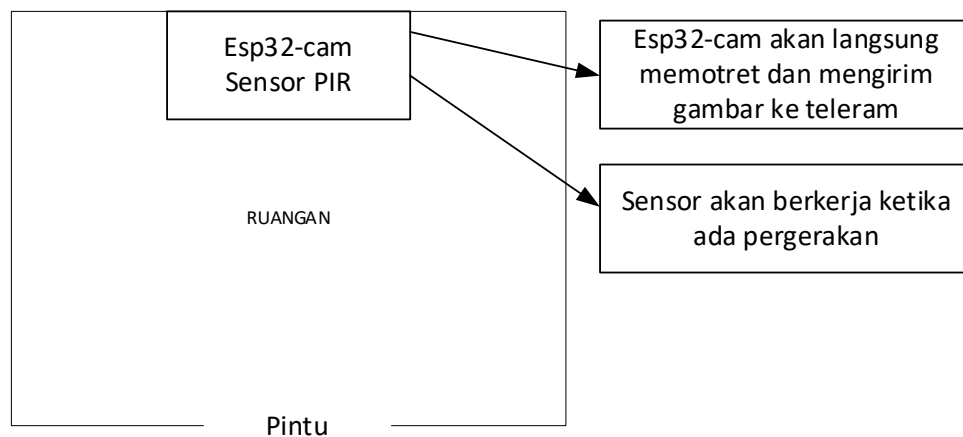 Esp32-cam
Sensor PIR
Esp32-cam akan langsung
memotret dan mengirim
gambar ke teleram
Sensor akan berkerja ketika
ada pergerakan
RUANGAN
Pintu